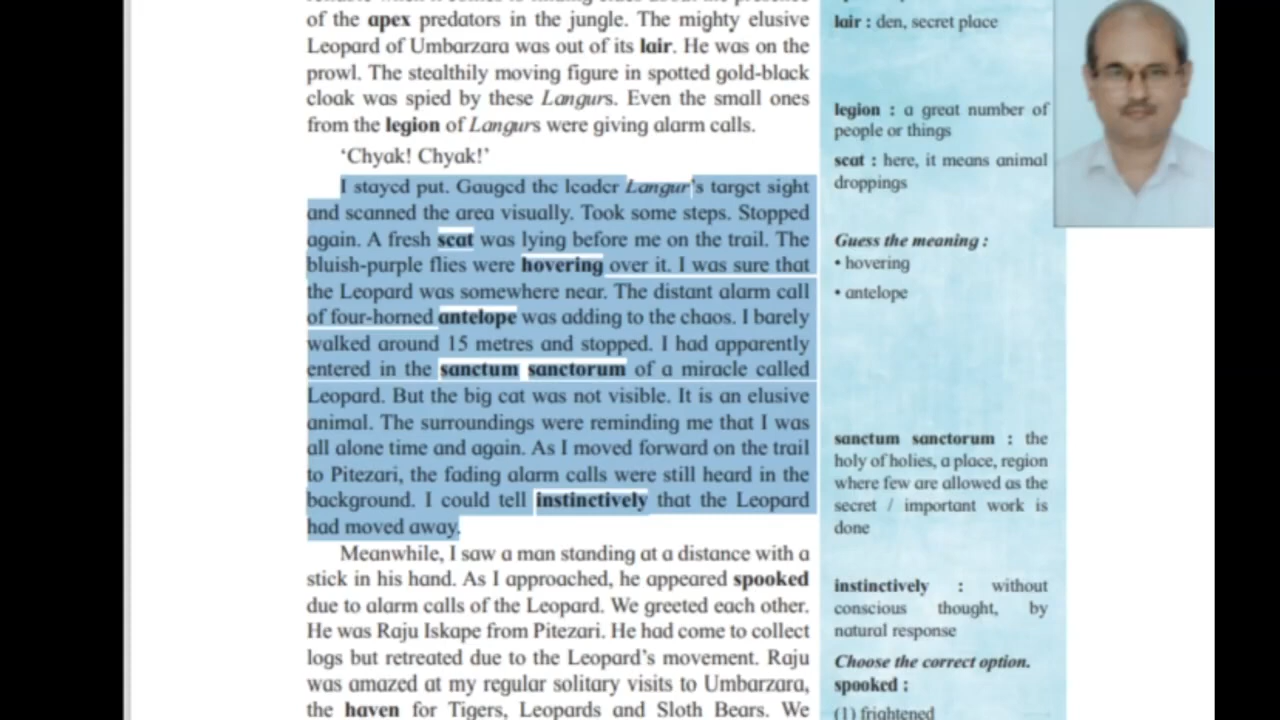 of the apex predators in the jungle. The mighty elusive
Leopard of Umbarzara was out of its lair. He was on the
prowl. The stealthily moving figure in spotted gold-black
cloak was spied by these Langurs. Even the small ones
from the legion of Langurs were giving alarm calls.
‘Chyak! Chyak!’
I stayed put. Gauged the leader Langur’s target sight
and scanned the area visually. Took some steps. Stopped
again. A fresh scat was lying before me on the trail. The
bluish-purple flies were hovering over it. I was sure that
the Leopard was somewhere near. The distant alarm call
of four-horned antelope was adding to the chaos. I barely
walked around 15 metres and stopped. I had apparently
entered in the sanctum sanctorum of a miracle called
Leopard. But the big cat was not visible. It is an elusive
animal. The surroundings were reminding me that I was
all alone time and again. As I moved forward on the trail
to Pitezari, the fading alarm calls were still heard in the
background. I could tell instinctively that the Leopard
had moved away.
Meanwhile, I saw a man standing at a distance with a
stick in his hand. As I approached, he appeared spooked
due to alarm calls of the Leopard. We greeted each other.
He was Raju Iskape from Pitezari. He had come to collect
logs but retreated due to the Leopard’s movement. Raju
was amazed at my regular solitary visits to Umbarzara,
the haven for Tigers, Leopards and Sloth Bears. We
lair : den, secret place
legion : a great number of
people or things
scat : here, it means animal
droppings
Guess the meaning :
• hovering
• antelope
sanctum sanctorum : the
holy of holies, a place, region
where few are allowed as the
secret / important work is
done
instinctively : without
conscious thought, by
natural response
Choose the correct option.
spooked :
(1) frightened